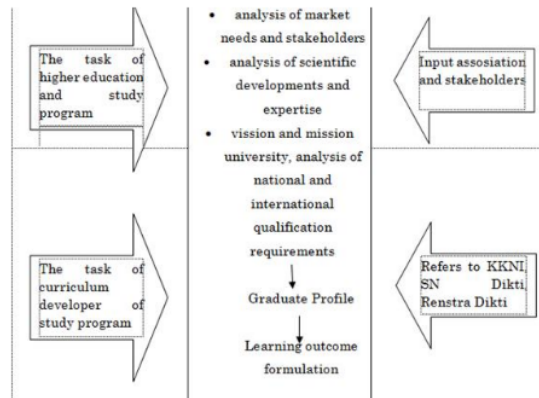 The task of
higher education
and study
program
• analysis of market
needs and stakeholders
• analysis of scientific
developments and
expertise
• vission and mission
university, analysis of
national and
international
qualification
requirements
Graduate Profile
Learning outcome
formulation
Input assosiation
and stakeholders
The task of
curriculum
developer of
study program
Refers to KKNI,
SN Dikti,
Renstra Dikti